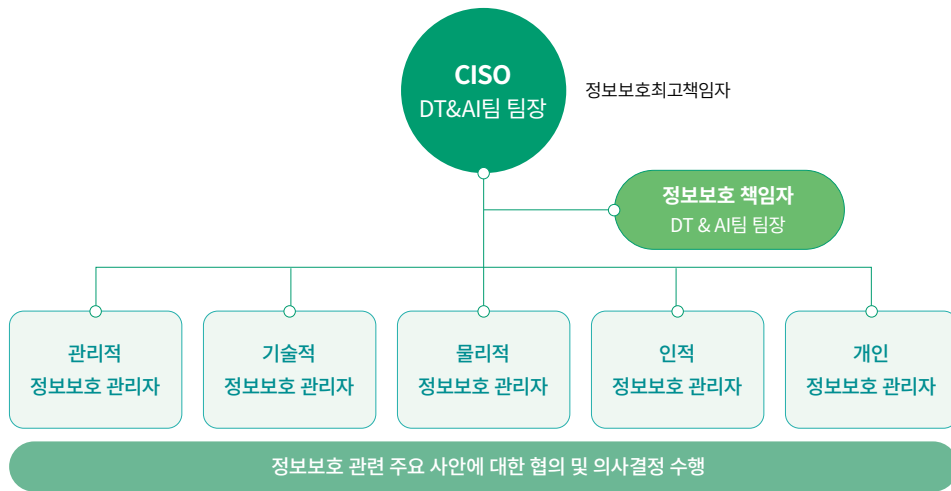 CISO
DT&AI팀 팀장
정보보호최고책임자
정보보호 책임자
DT & AI팀 팀장
관리적
정보보호 관리자
기술적
정보보호 관리자
물리적
정보보호 관리자
인적
정보보호 관리자
개인
정보보호 관리자
정보보호 관련 주요 사안에 대한 협의 및 의사결정 수행